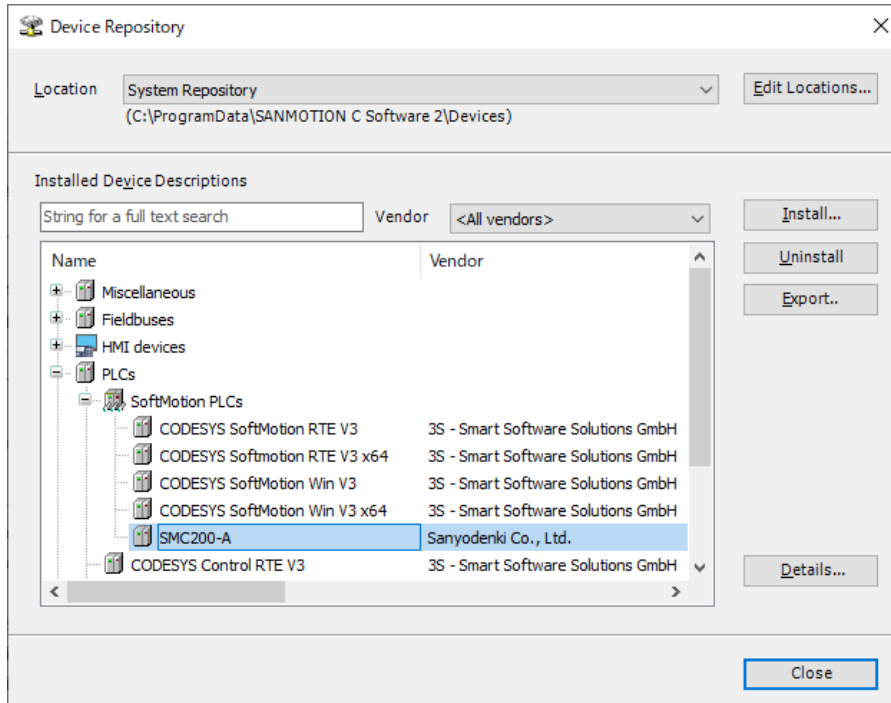 Device Repository
Location System Repository Edit Locations...
(C:\ProgramData\SANMOTION C Software 2\Devices)
Installed Device Descriptions
String for a full text search Vendor <All vendors> Install...
Name Vendor Uninstall
Miscellaneous Export..
Fieldbuses
HMI devices
PLCs
SoftMotion PLCs
CODESYS SoftMotion RTE V3 3S - Smart Software Solutions GmbH
CODESYS Softmotion RTE V3 x64 3S - Smart Software Solutions GmbH
CODESYS SoftMotion Win V3 3S - Smart Software Solutions GmbH
CODESYS SoftMotion Win V3 x64 3S - Smart Software Solutions GmbH
SMC200-A Sanyodenki Co., Ltd.
CODESYS Control RTE V3 3S - Smart Software Solutions GmbH Details...
Close